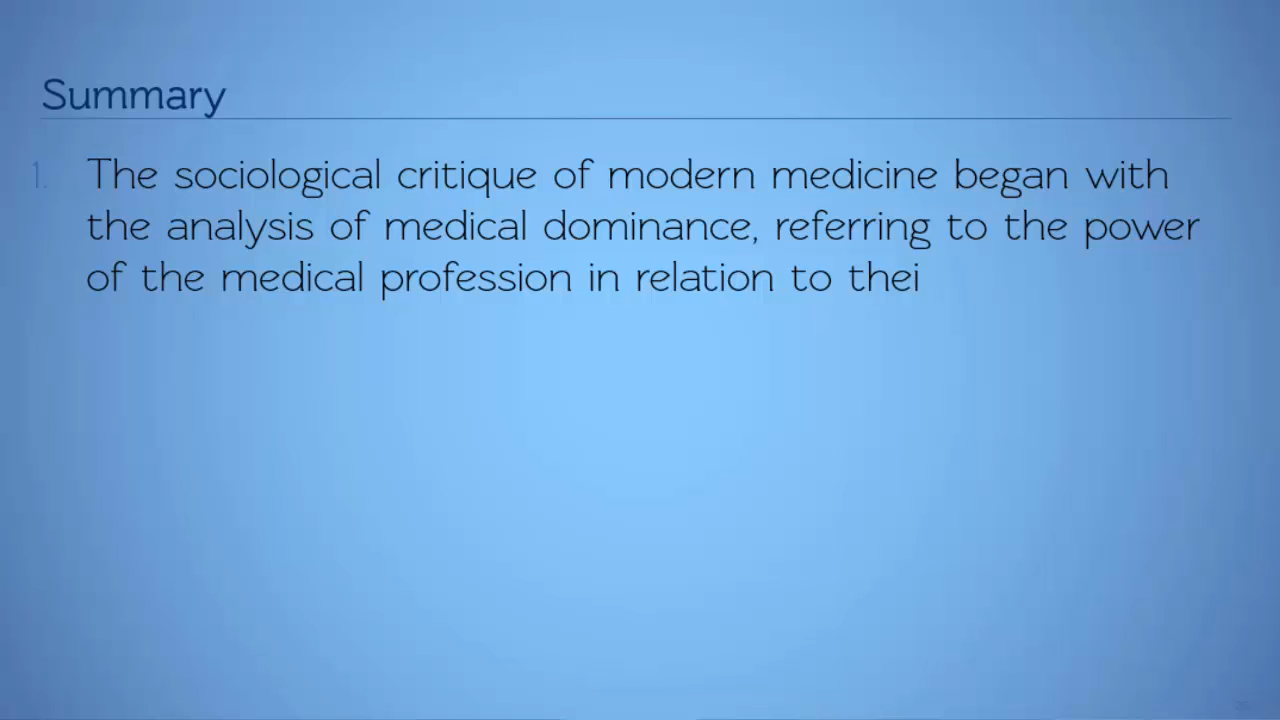 Summary
1. The sociological critique of modern medicine began with
the analysis of medical dominance, referring to the power
of the medical profession in relation to thei